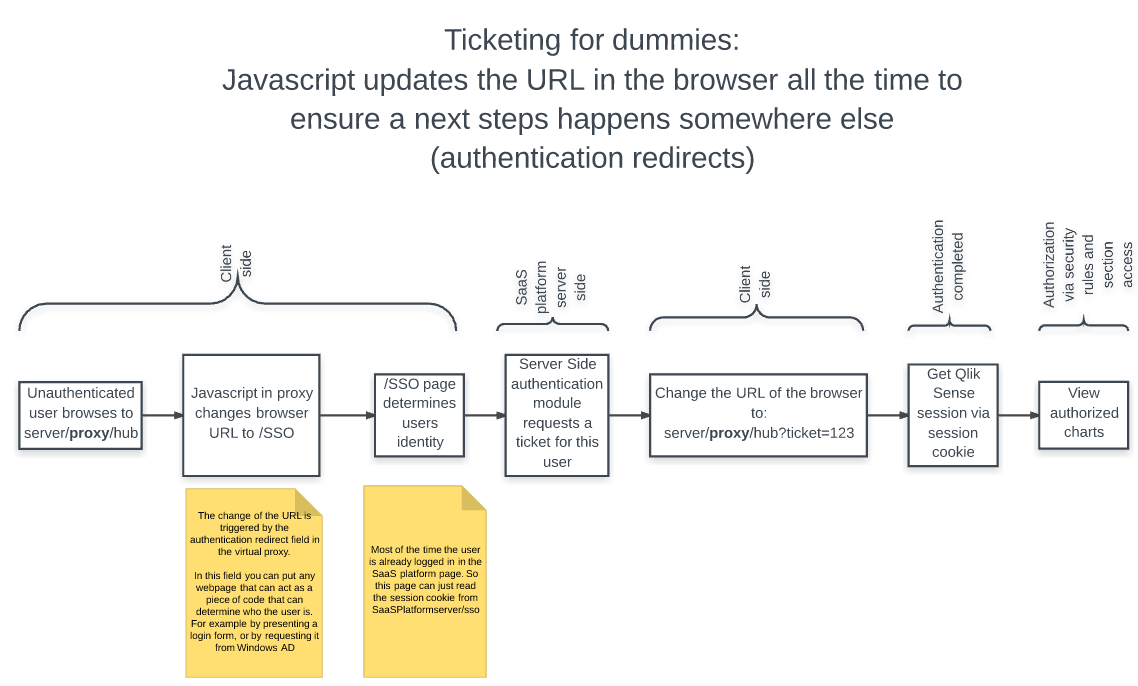 Ticketing for dummies:
Javascript updates the URL in the browser all the time to
ensure a next steps happens somewhere else
(authentication redirects)
Client
side
SaaS
platform
server
side
Client
side
Authentication
completed
Authorization
via security
rules and
section
access
Unauthenticated
user browses to
server/proxy/hub
Javascript in proxy
changes browser
URL to /SSO
/SSO page
determines
users
identity
Server Side
authentication
module
requests a
ticket for this
user
Change the URL of the browser
to:
server/proxy/hub?ticket=123
Get Qlik
Sense
session via
session
cookie
View
authorized
charts
The change of the URL is
triggered by the
authentication redirect field in
the virtual proxy.
In this field you can put any
webpage that can act as a
piece of code that can
determine who the user is.
For example by presenting a
login form, or by requesting it
from Windows AD
Most of the time the user
is already logged in in the
SaaS platform page. So
this page can just read
the session cookie from
SaaSPlatformserver/sso